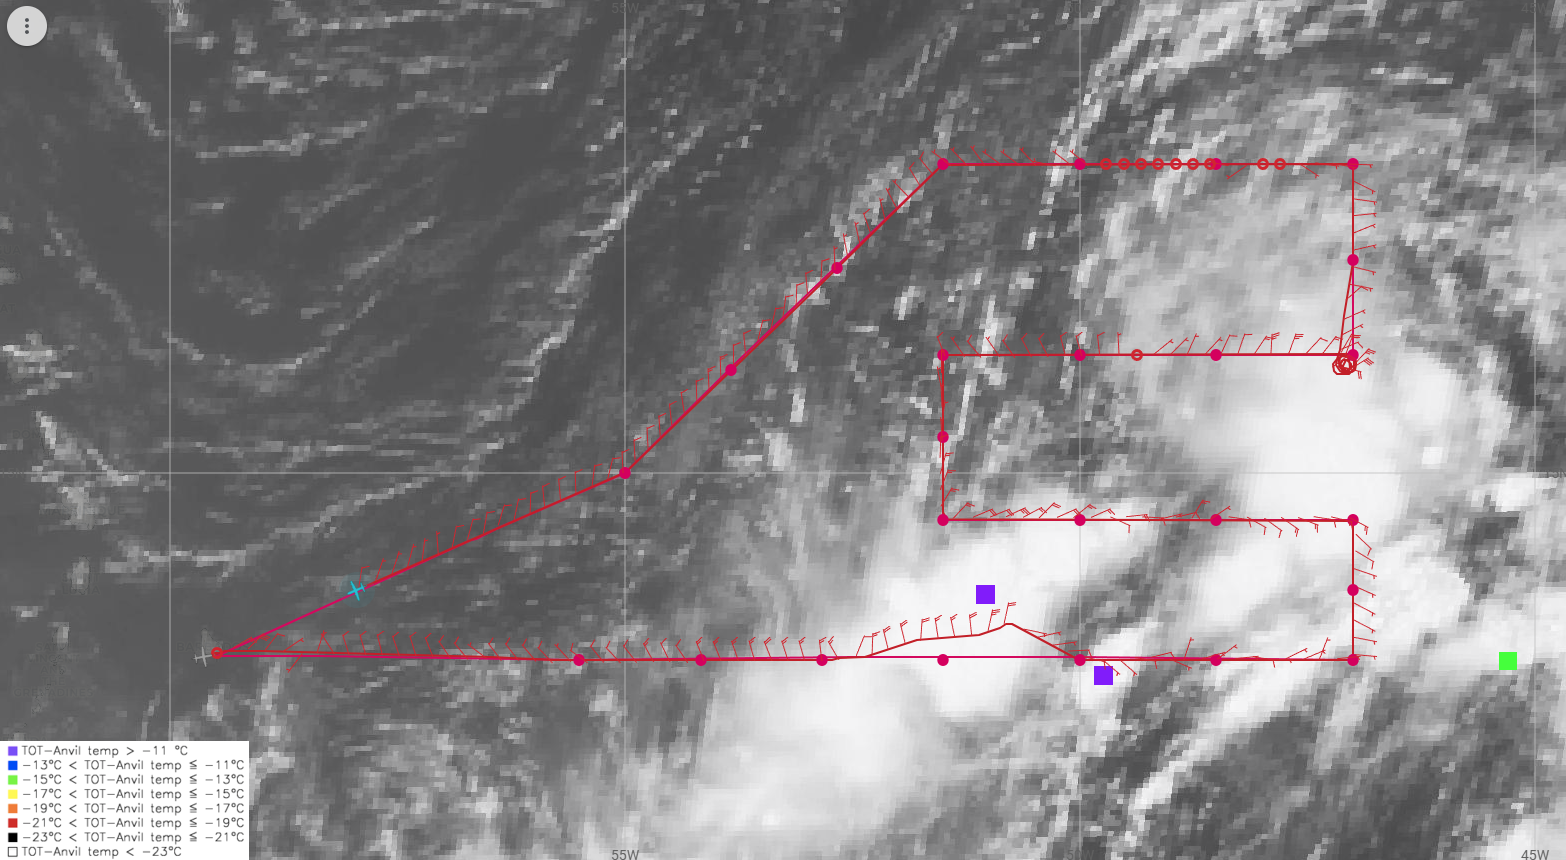 55W
45W
TOT-Anvil temp > -11 °C
-13°C < TOT-Anvil temp ≦ -11°C
-15°C < TOT-Anvil temp ≦ -13°C
-17°C < TOT-Anvil temp ≦ -15°C
-19°C < TOT-Anvil temp ≦ -17°C
-21°C < TOT-Anvil temp ≦ -19°C
-23°C < TOT-Anvil temp ≦ -21°C
TOT-Anvil temp < -23°C
55W
45W